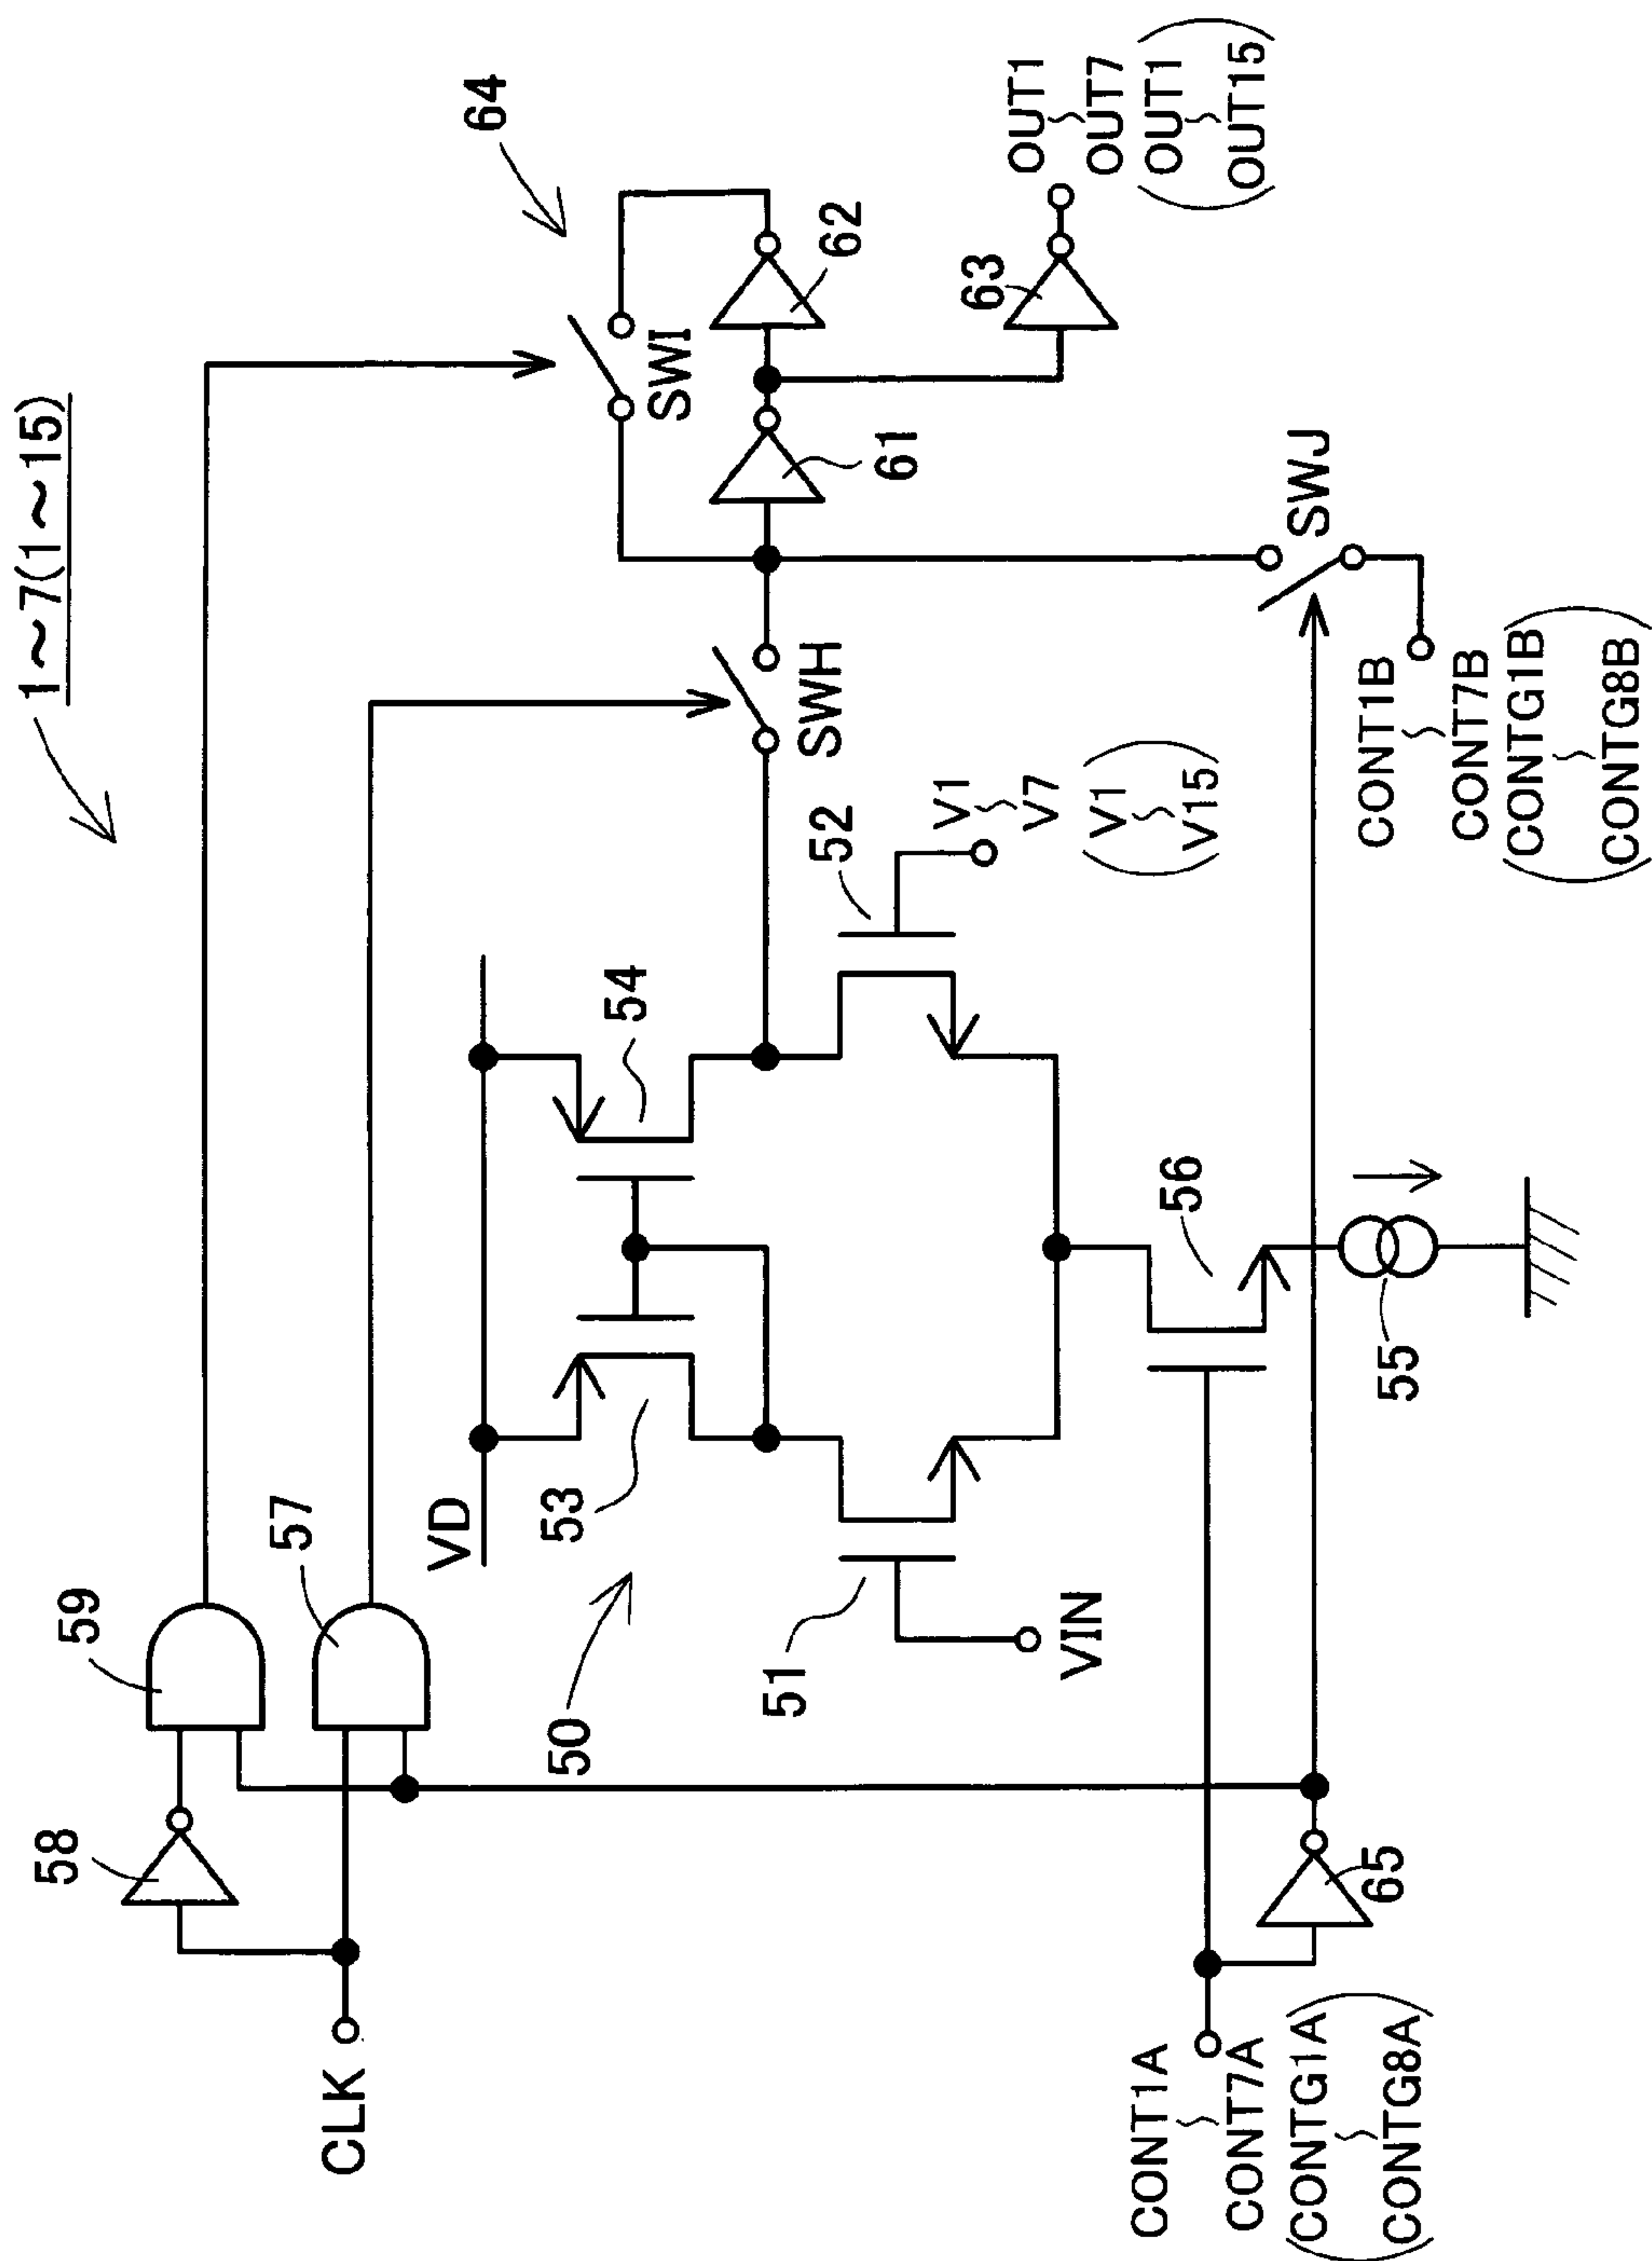 1~7(1~15)
64
59
58
57
CLK
VD
54
53
50
51
VIN
52
V1
~
V7
(V1
~
V15)
SWI
SWH
62
61
63
OUT1
~
OUT7
(OUT1
~
OUT15)
SWJ
CONT1B
~
CONT7B
(CONTG1B
~
CONTG8B)
56
55
65
CONT1A
~
CONT7A
(CONTG1A
~
CONTG8A)